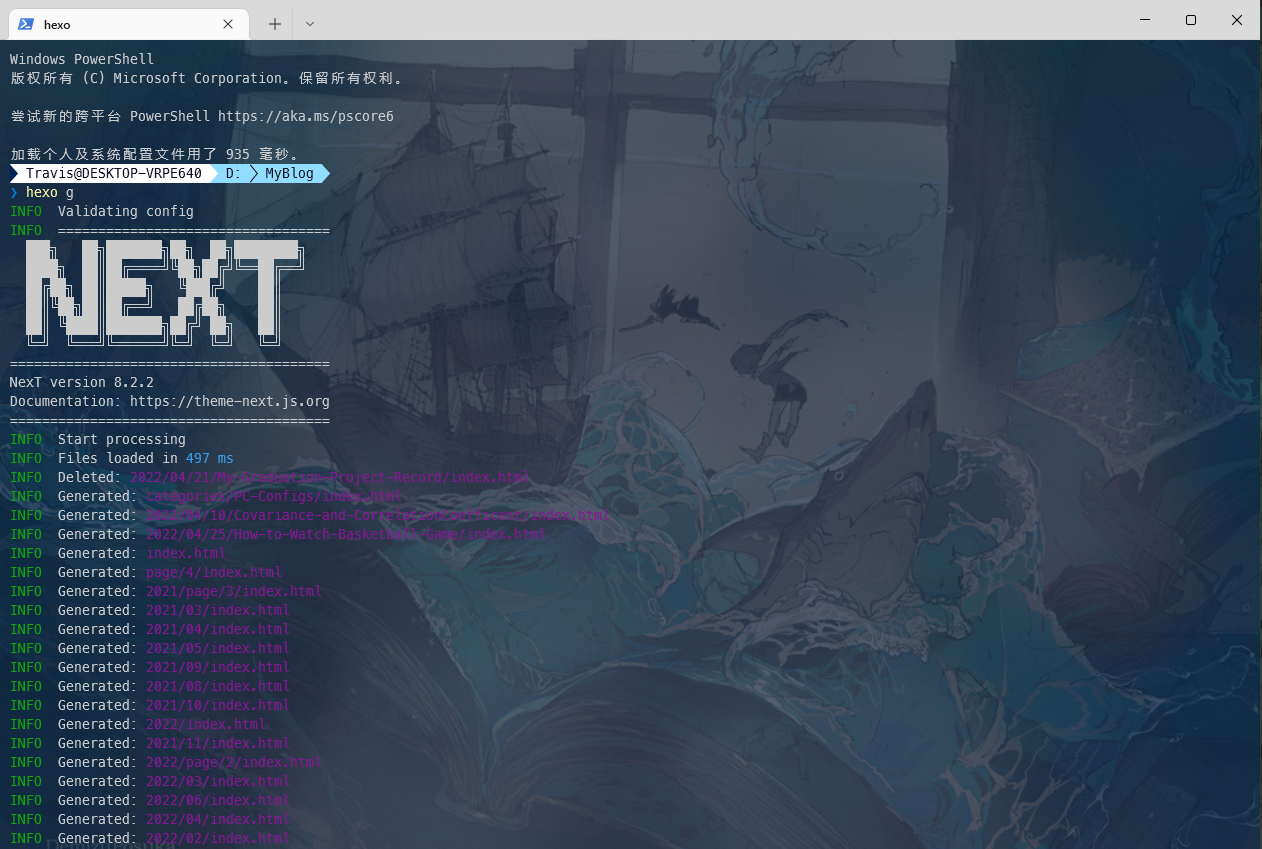 hexo
Windows PowerShell
版权所有 (C) Microsoft Corporation。保留所有权利。
尝试新的跨平台 PowerShell https://aka.ms/pscore6
加载个人及系统配置文件用了 935 毫秒。
Travis@DESKTOP-VRPE640 D: MyBlog
❯ hexo g
INFO Validating config
INFO ==================================
NEXT
========================================
NexT version 8.2.2
Documentation: https://theme-next.js.org
========================================
INFO Start processing
INFO Files loaded in 497 ms
INFO Deleted: 2022/04/21/My-Graduation-Project-Record/index.html
INFO Generated: categories/PC-Configs/index.html
INFO Generated: 2022/04/10/Covariance-and-Correlation-Coefficient/index.html
INFO Generated: 2022/04/25/How-to-Watch-Basketball-Game/index.html
INFO Generated: index.html
INFO Generated: page/4/index.html
INFO Generated: 2021/page/3/index.html
INFO Generated: 2021/03/index.html
INFO Generated: 2021/04/index.html
INFO Generated: 2021/05/index.html
INFO Generated: 2021/09/index.html
INFO Generated: 2021/08/index.html
INFO Generated: 2021/10/index.html
INFO Generated: 2022/index.html
INFO Generated: 2021/11/index.html
INFO Generated: 2022/page/2/index.html
INFO Generated: 2022/03/index.html
INFO Generated: 2022/06/index.html
INFO Generated: 2022/04/index.html
INFO Generated: 2022/02/index.html